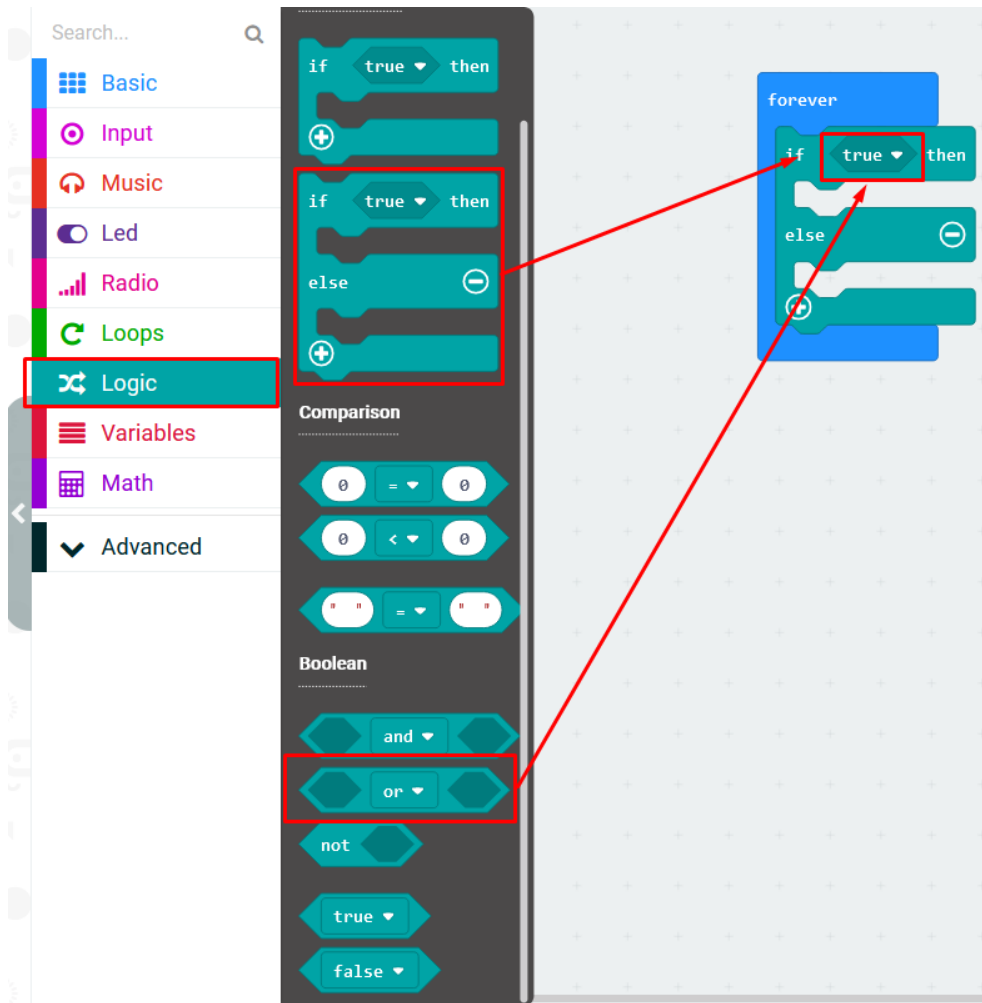 Search...
Basic
Input
Music
Led
Radio
Loops
Logic
Variables
Math
Advanced
if true then
if true then
else
Comparison
0 = 0
0 < 0
" " = " "
Boolean
and
or
not
true
false
forever
if true then
else